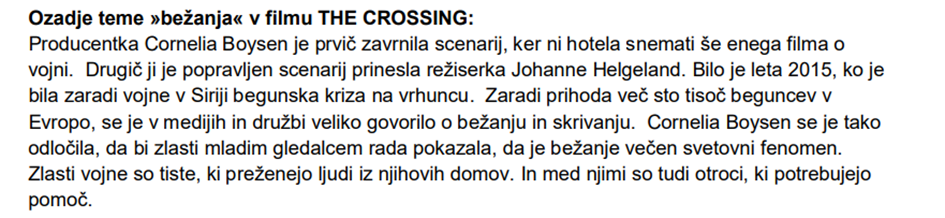 Ozadje teme »bežanja« v filmu THE CROSSING:
Producentka Cornelia Boysen je prvič zavrnila scenarij, ker ni hotela snemati še enega filma o
vojni.  Drugič ji je popravljen scenarij prinesla režiserka Johanne Helgeland. Bilo je leta 2015, ko je
bila zaradi vojne v Siriji begunska kriza na vrhuncu.  Zaradi prihoda več sto tisoč beguncev v
Evropo, se je v medijih in družbi veliko govorilo o bežanju in skrivanju.  Cornelia Boysen se je tako
odločila, da bi zlasti mladim gledalcem rada pokazala, da je bežanje večen svetovni fenomen.
Zlasti vojne so tiste, ki preženejo ljudi iz njihovih domov. In med njimi so tudi otroci, ki potrebujejo
pomoč.